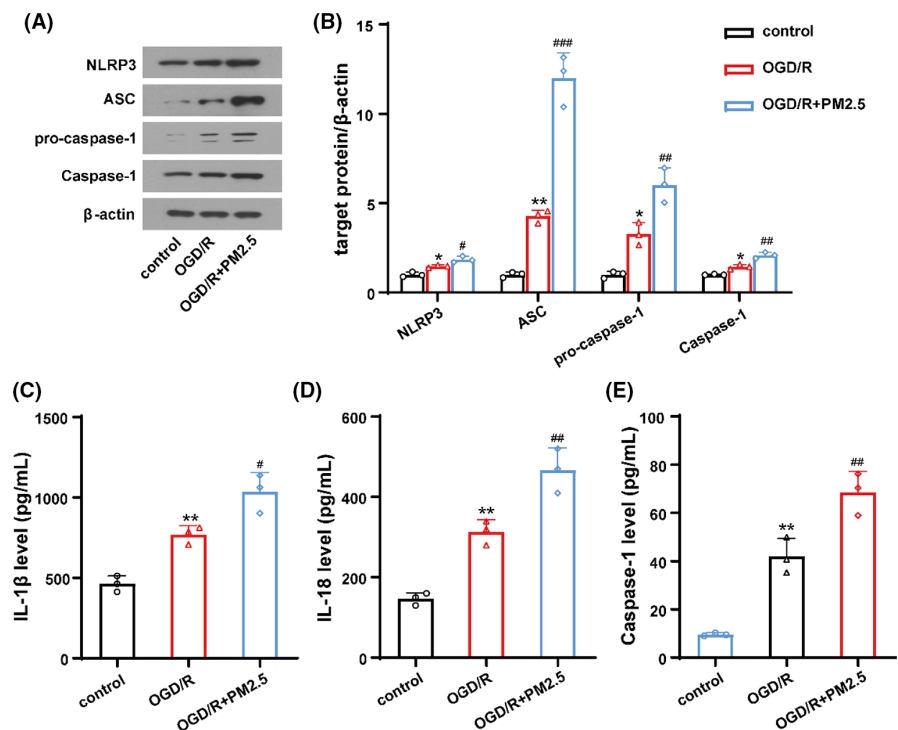 (A)
NLRP3
ASC
pro-caspase-1
Caspase-1
β-actin
control
OGD/R
OGD/R+PM2.5
(B)
target protein/β-actin
15
10
5
0
*
#
**
###
*
##
*
##
NLRP3
ASC
pro-caspase-1
Caspase-1
control
OGD/R
OGD/R+PM2.5
(C)
IL-1β level (pg/mL)
1500
1000
500
0
**
#
control
OGD/R
OGD/R+PM2.5
(D)
IL-18 level (pg/mL)
600
400
200
0
**
##
control
OGD/R
OGD/R+PM2.5
(E)
Caspase-1 level (pg/mL)
100
80
60
40
20
0
**
##
control
OGD/R
OGD/R+PM2.5